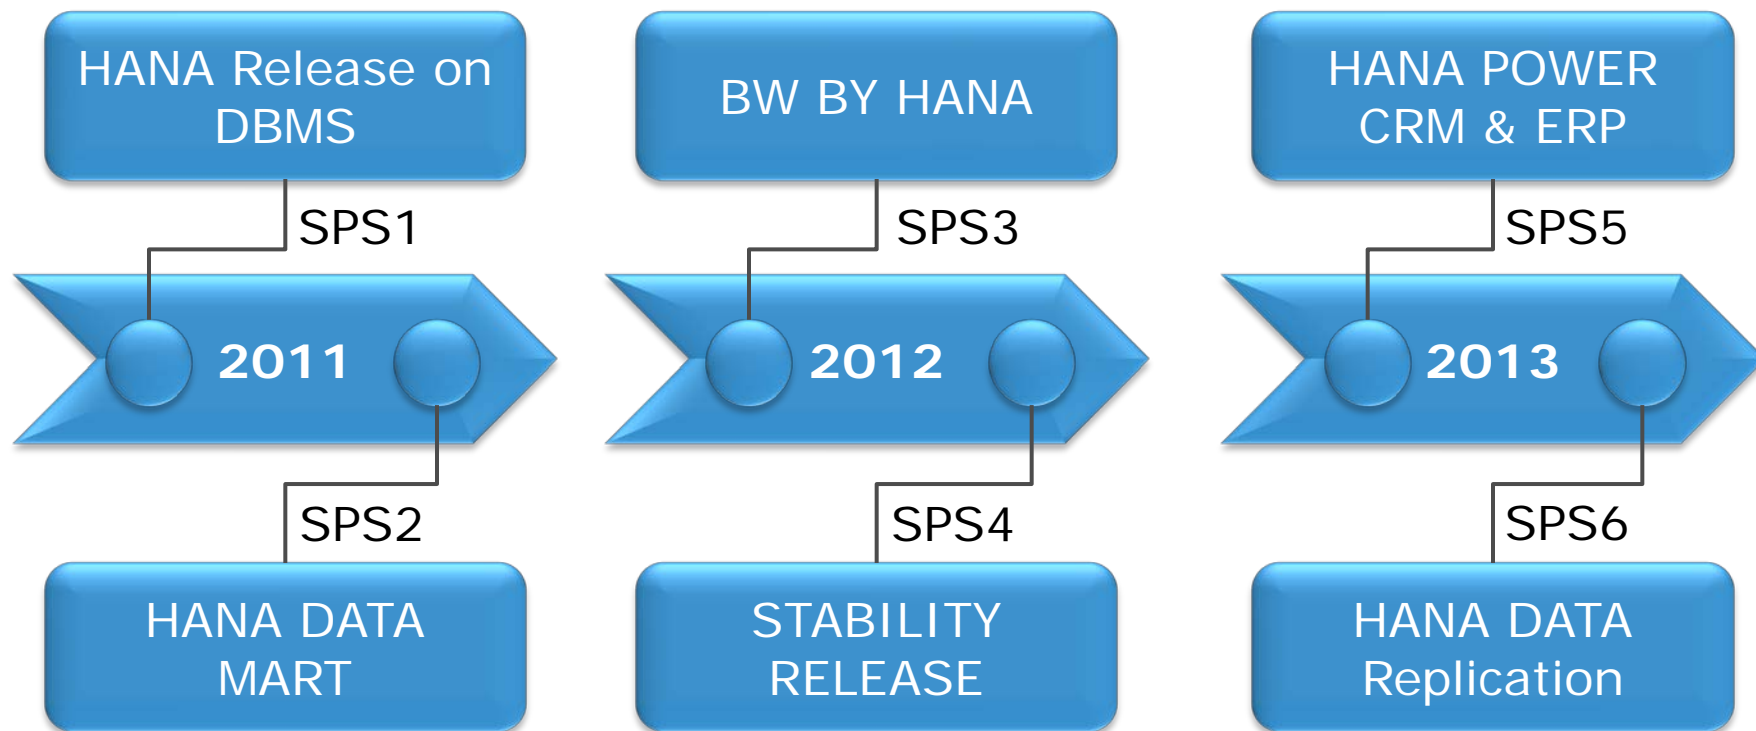 HANA Release on
DBMS
BW BY HANA
HANA POWER
CRM & ERP
SPS1
SPS3
SPS5
2011
2012
2013
SPS2
SPS4
SPS6
HANA DATA
MART
STABILITY
RELEASE
HANA DATA
Replication